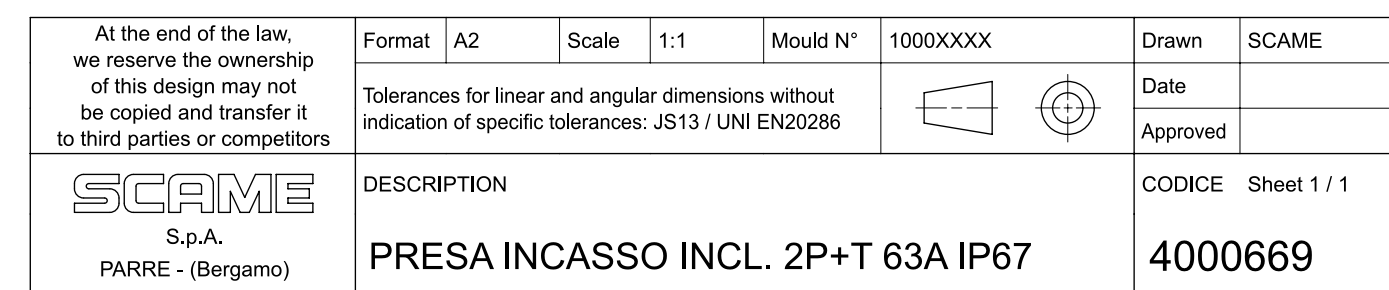 At the end of the law,
we reserve the ownership
of this design may not
be copied and transfer it
to third parties or competitors
Format A2 Scale 1:1 Mould N° 1000XXXX
Tolerances for linear and angular dimensions without
indication of specific tolerances: JS13 / UNI EN20286
Drawn SCAME
Date
Approved
SCAME
S.p.A.
PARRE - (Bergamo)
DESCRIPTION
PRESA INCASSO INCL. 2P+T 63A IP67
CODICE Sheet 1 / 1
4000669